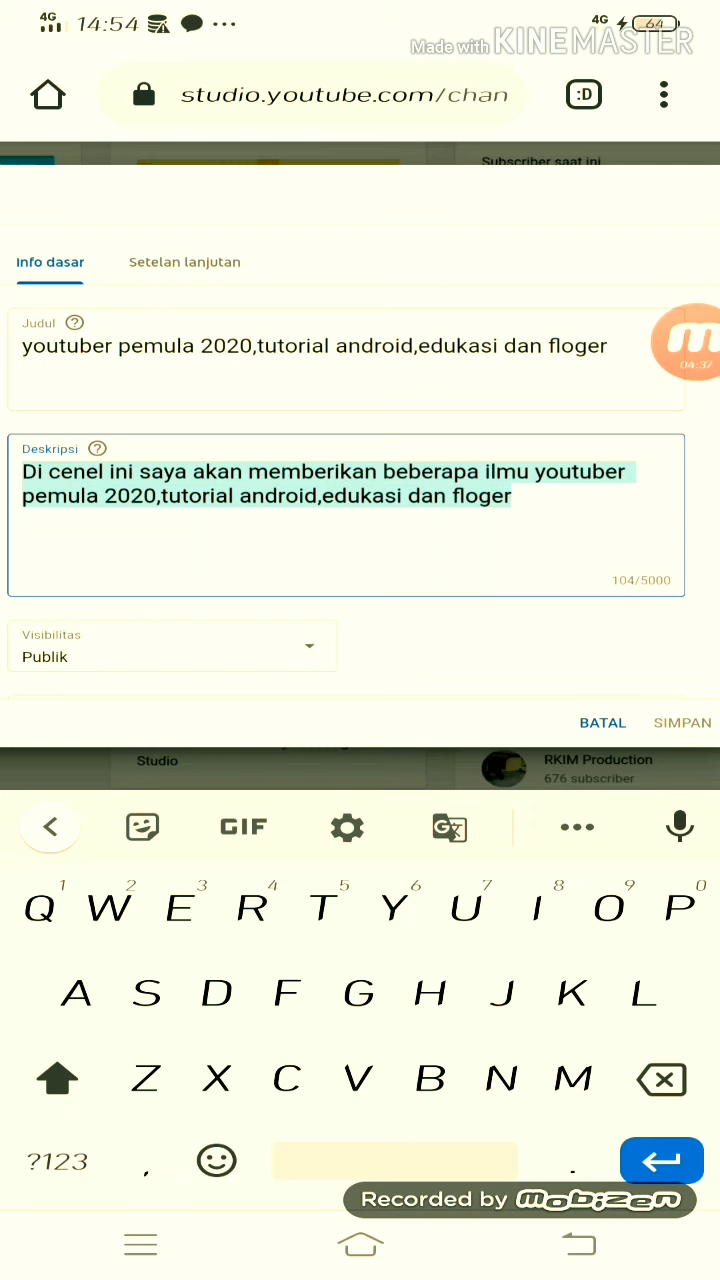 4G 14:54 4G 64
Made with KINEMASTER
studio.youtube.com/chan :D
Subscriber saat ini
Info dasar Setelan lanjutan
Judul ?
youtuber pemula 2020,tutorial android,edukasi dan floger
04:37
Deskripsi ?
Di cenel ini saya akan memberikan beberapa ilmu youtuber
pemula 2020,tutorial android,edukasi dan floger
104/5000
Visibilitas
Publik
BATAL SIMPAN
Studio
RKIM Production
676 subscriber
GIF
1 2 3 4 5 6 7 8 9 0
Q W E R T Y U I O P
A S D F G H J K L
Z X C V B N M
?123 , .
Recorded by mobizen